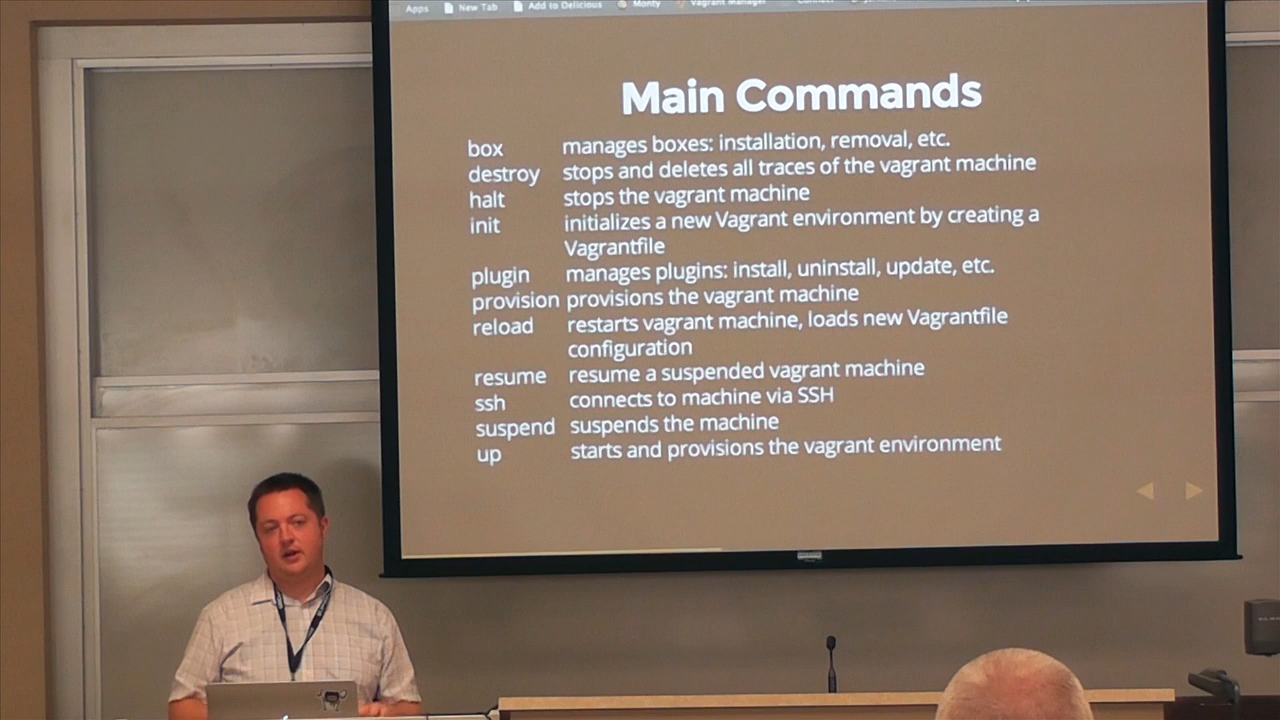 Apps New Tab Add to Delicious Monty Vagrant Manager Connect
Main Commands
box manages boxes: installation, removal, etc.
destroy stops and deletes all traces of the vagrant machine
halt stops the vagrant machine
init initializes a new Vagrant environment by creating a
Vagrantfile
plugin manages plugins: install, uninstall, update, etc.
provision provisions the vagrant machine
reload restarts vagrant machine, loads new Vagrantfile
configuration
resume resume a suspended vagrant machine
ssh connects to machine via SSH
suspend suspends the machine
up starts and provisions the vagrant environment